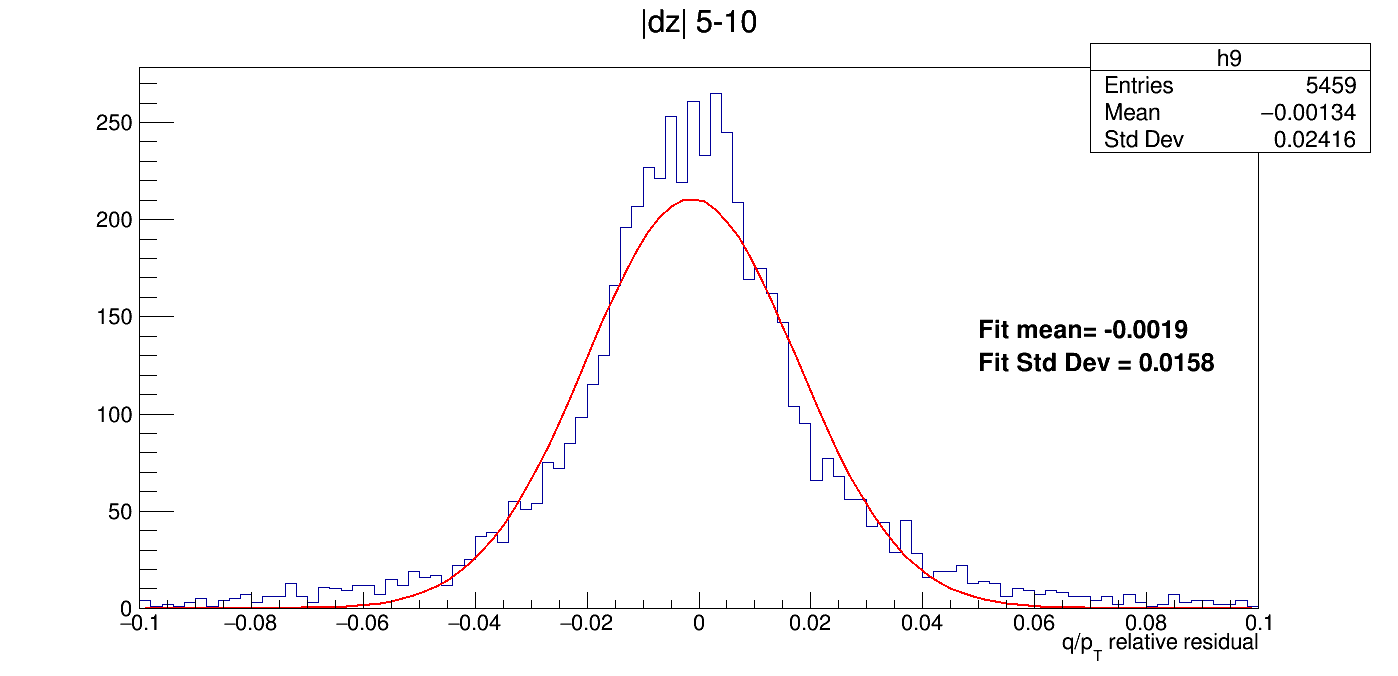 |dz| 5-10
h9
Entries 5459
Mean −0.00134
Std Dev 0.02416
250
200
150
100
50
0
Fit mean= -0.0019
Fit Std Dev = 0.0158
−0.1 −0.08 −0.06 −0.04 −0.02 0 0.02 0.04 0.06 0.08 0.1
q/pT relative residual